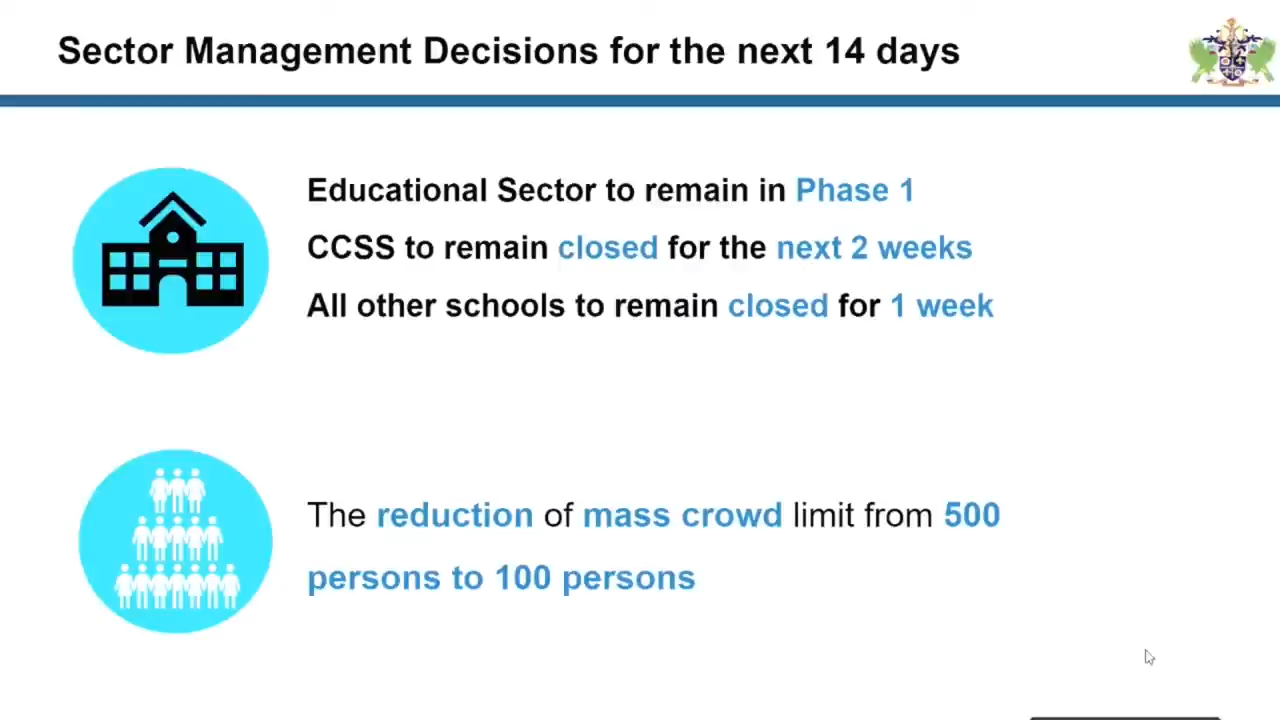 Sector Management Decisions for the next 14 days
Educational Sector to remain in Phase 1
CCSS to remain closed for the next 2 weeks
All other schools to remain closed for 1 week
The reduction of mass crowd limit from 500
persons to 100 persons